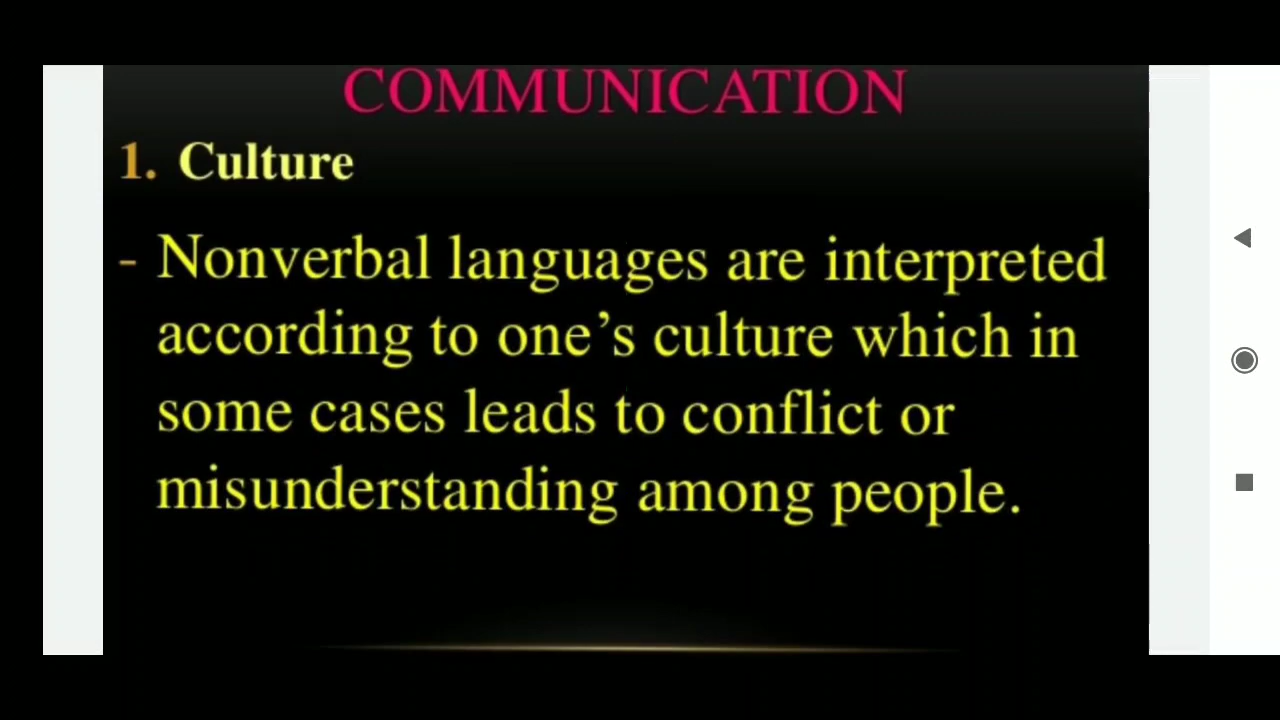 COMMUNICATION
1. Culture
- Nonverbal languages are interpreted
according to one’s culture which in
some cases leads to conflict or
misunderstanding among people.